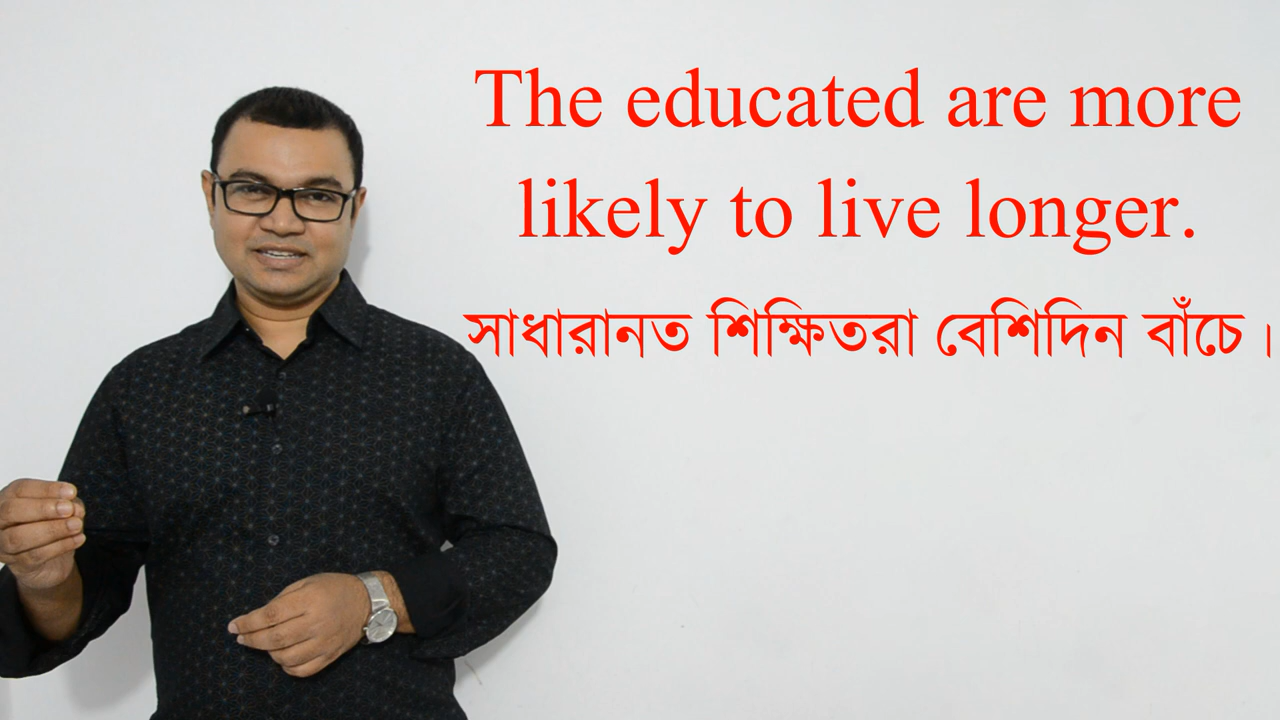 The educated are more
likely to live longer.
সাধারানত শিক্ষিতরা বেশিদিন বাঁচে।